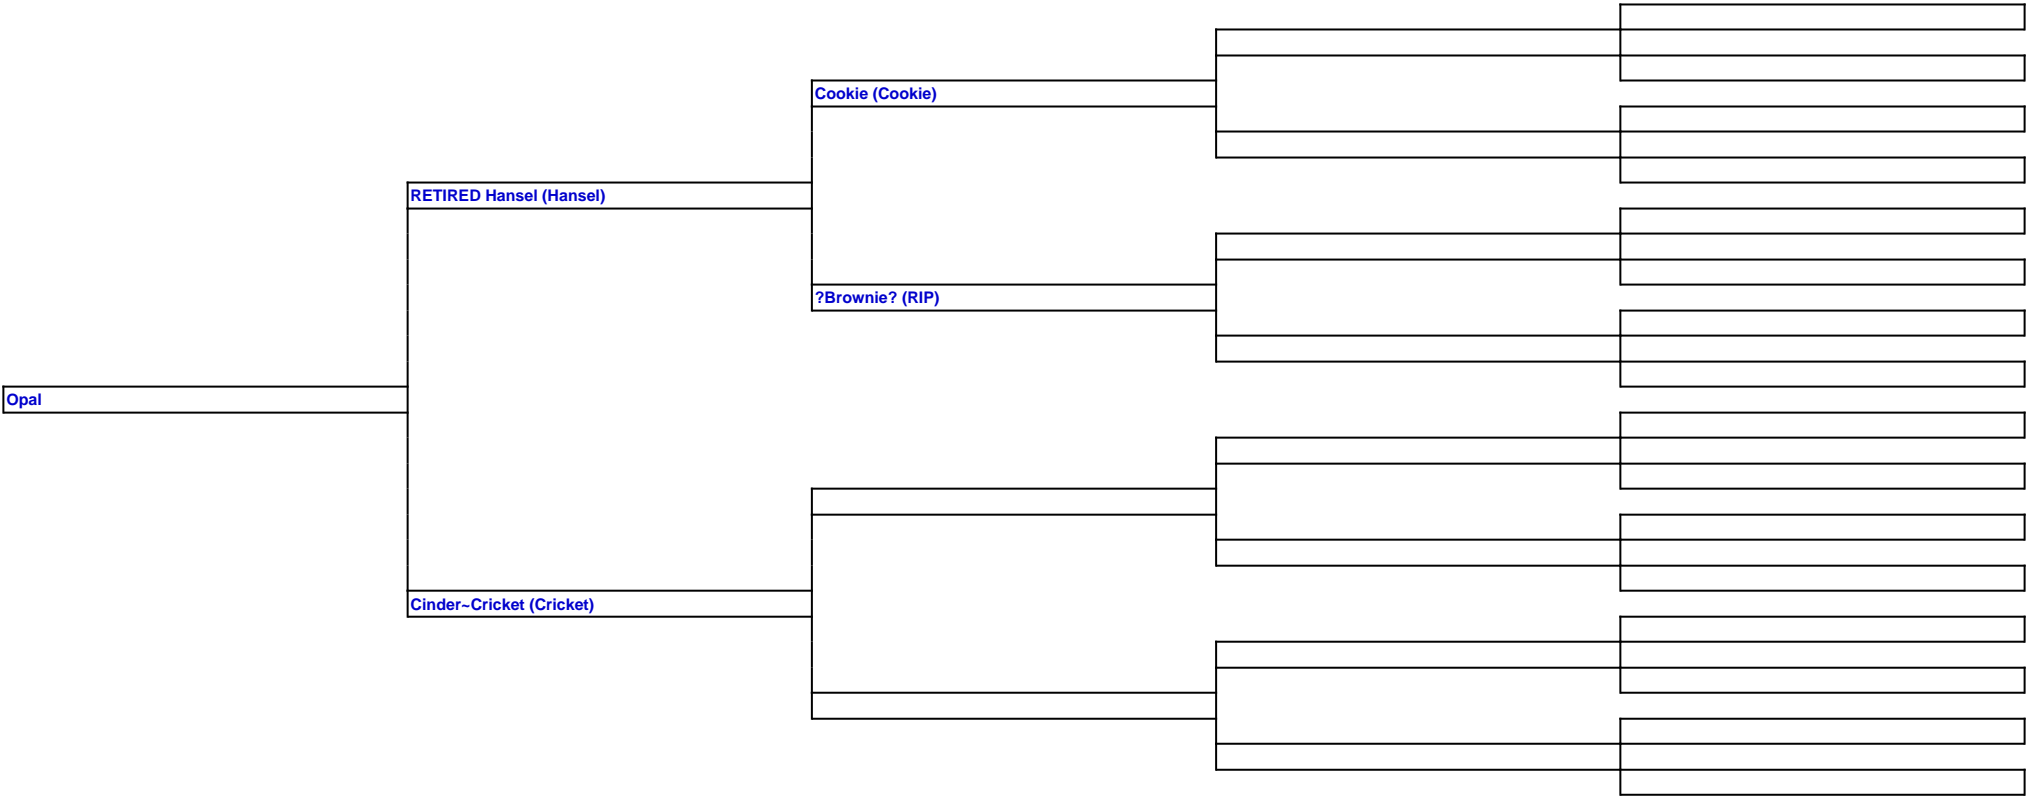 Cookie (Cookie)
RETIRED Hansel (Hansel)
?Brownie? (RIP)
Opal
Cinder~Cricket (Cricket)